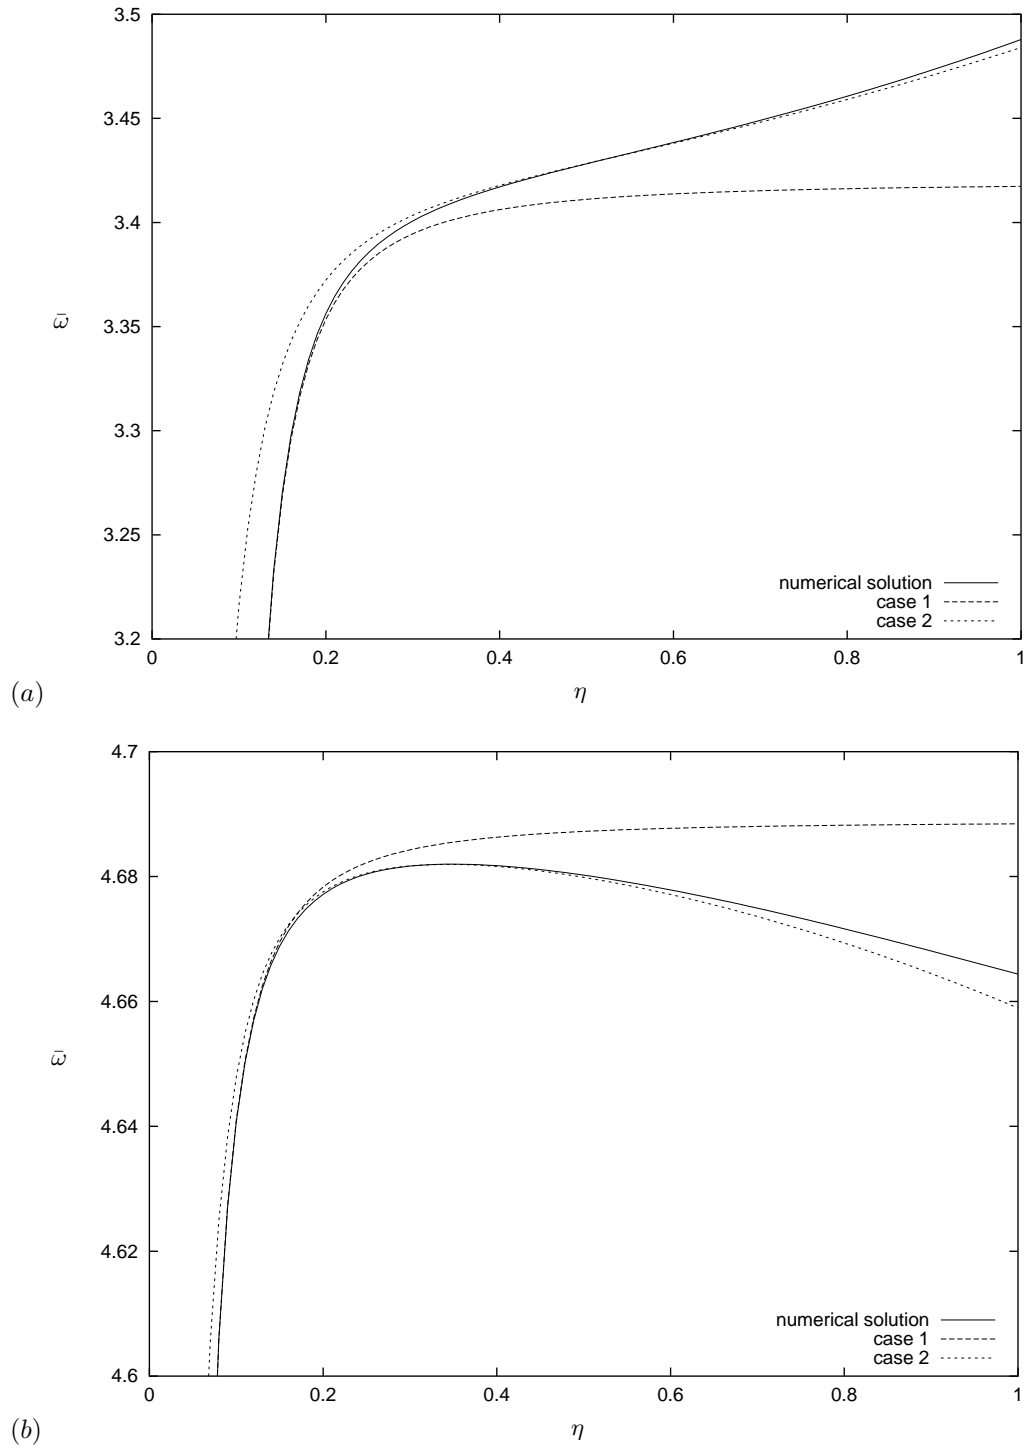 3.5
3.45
3.4
3.35
3.3
3.25
3.2
ω̄
numerical solution
case 1
case 2
0 0.2 0.4 0.6 0.8 1
(a)
η
4.7
4.68
4.66
4.64
4.62
4.6
ω̄
numerical solution
case 1
case 2
0 0.2 0.4 0.6 0.8 1
(b)
η